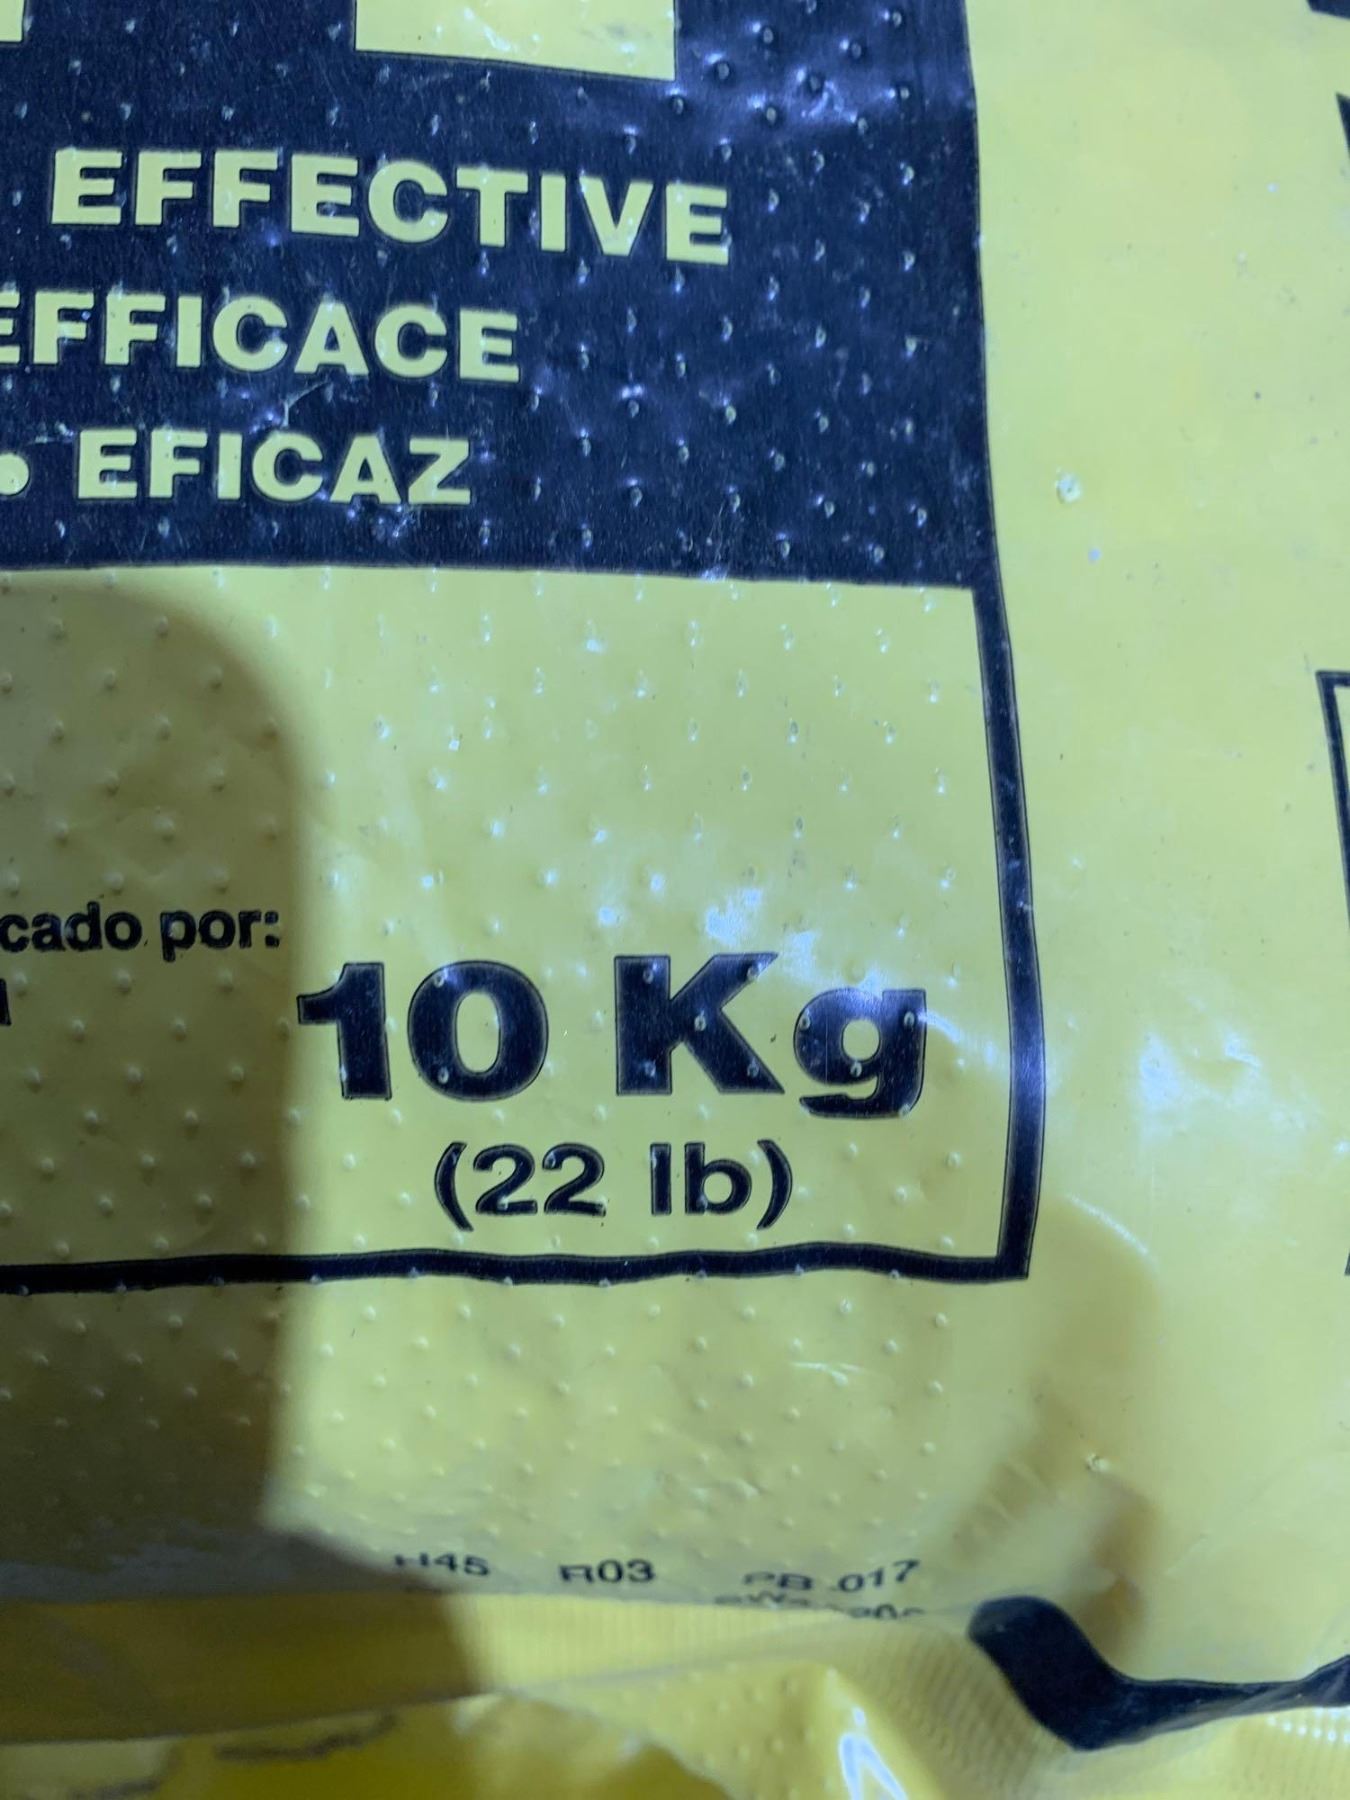 EFFECTIVE
EFFICACE
• EFICAZ
cado por:
10 Kg
(22 lb)
H45 R03 PB 017